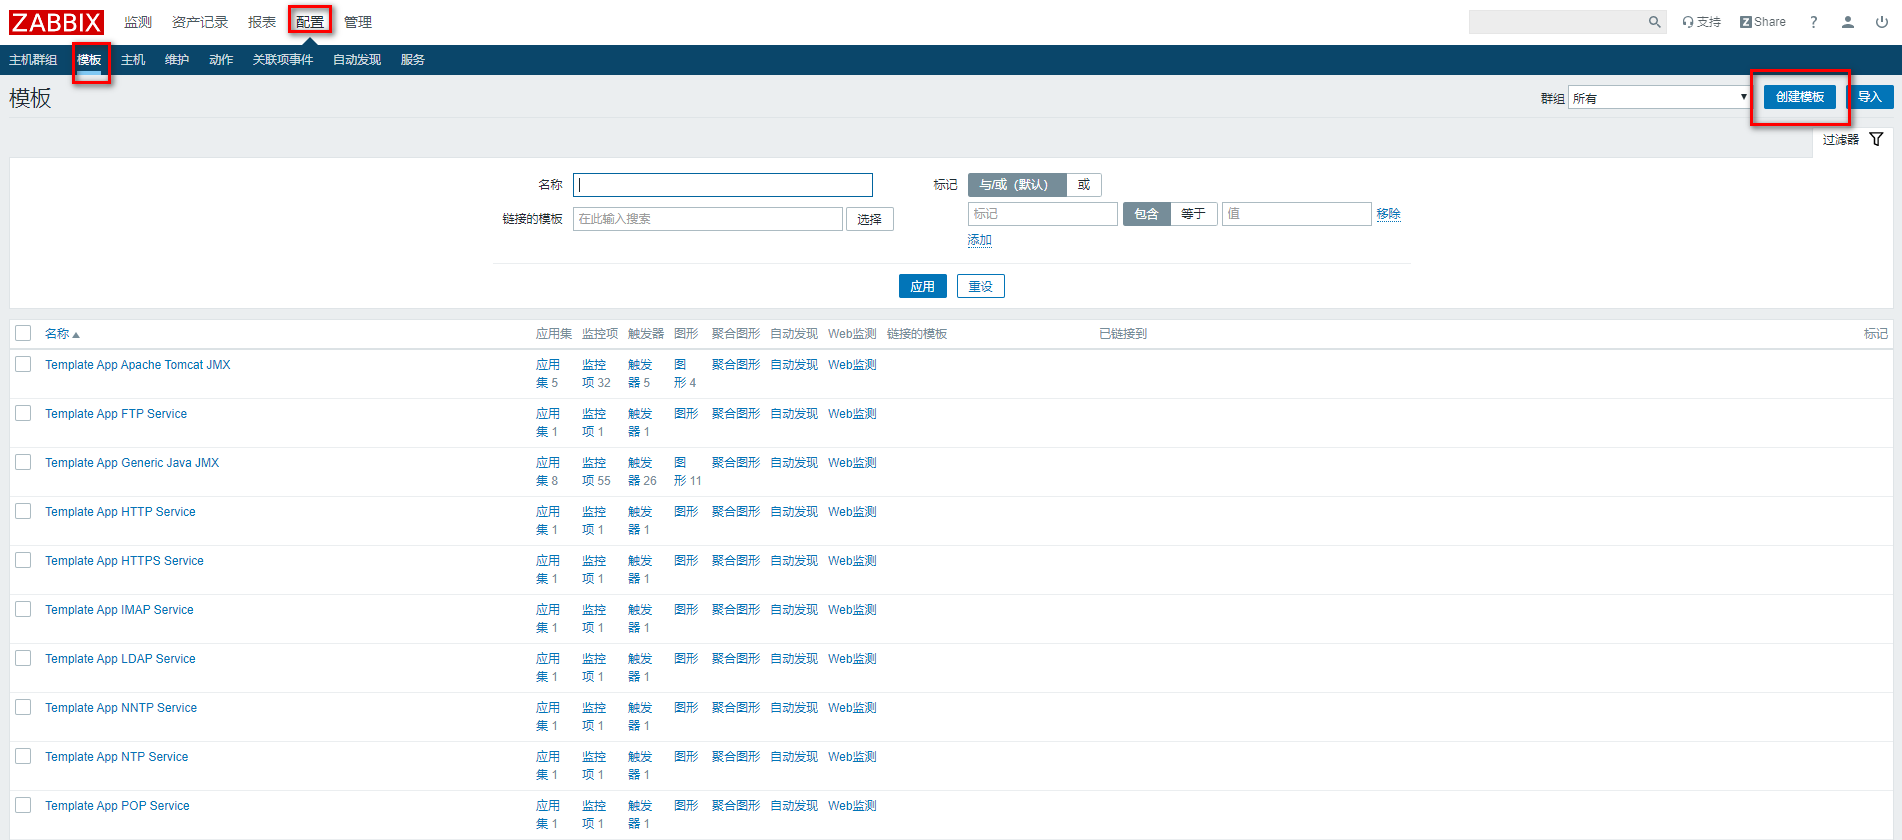 ZABBIX 监测 资产记录 报表 配置 管理 支持 Z Share ?
主机群组 模板 主机 维护 动作 关联项事件 自动发现 服务
模板 群组 所有 创建模板 导入
过滤器
名称 标记 与/或（默认） 或
链接的模板 在此输入搜索 选择 标记 包含 等于 值 移除
添加
应用 重设
名称 应用集 监控项 触发器 图形 聚合图形 自动发现 Web监测 链接的模板 已链接到 标记
Template App Apache Tomcat JMX 应用 监控 触发 图 聚合图形 自动发现 Web监测
集 5 项 32 器 5 形 4
Template App FTP Service 应用 监控 触发 图形 聚合图形 自动发现 Web监测
集 1 项 1 器 1
Template App Generic Java JMX 应用 监控 触发 图 聚合图形 自动发现 Web监测
集 8 项 55 器 26 形 11
Template App HTTP Service 应用 监控 触发 图形 聚合图形 自动发现 Web监测
集 1 项 1 器 1
Template App HTTPS Service 应用 监控 触发 图形 聚合图形 自动发现 Web监测
集 1 项 1 器 1
Template App IMAP Service 应用 监控 触发 图形 聚合图形 自动发现 Web监测
集 1 项 1 器 1
Template App LDAP Service 应用 监控 触发 图形 聚合图形 自动发现 Web监测
集 1 项 1 器 1
Template App NNTP Service 应用 监控 触发 图形 聚合图形 自动发现 Web监测
集 1 项 1 器 1
Template App NTP Service 应用 监控 触发 图形 聚合图形 自动发现 Web监测
集 1 项 1 器 1
Template App POP Service 应用 监控 触发 图形 聚合图形 自动发现 Web监测
集 1 项 1 器 1